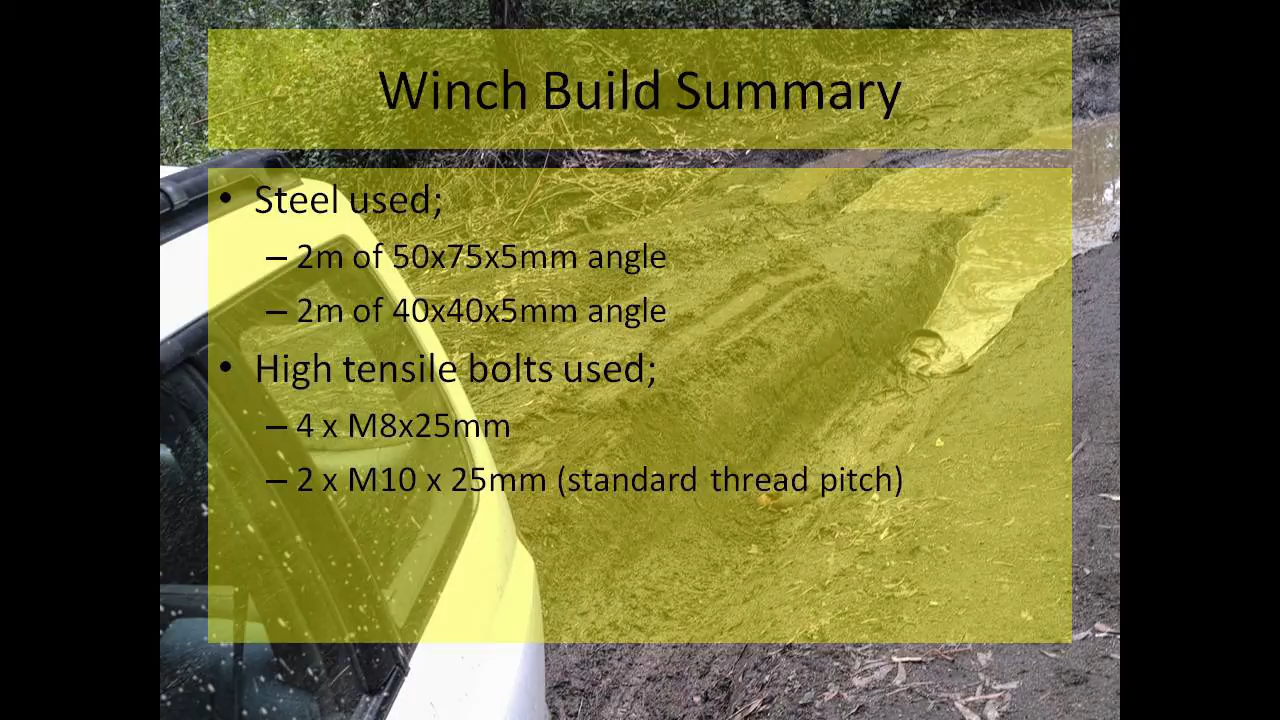 Winch Build Summary
• Steel used;
– 2m of 50x75x5mm angle
– 2m of 40x40x5mm angle
• High tensile bolts used;
– 4 x M8x25mm
– 2 x M10 x 25mm (standard thread pitch)